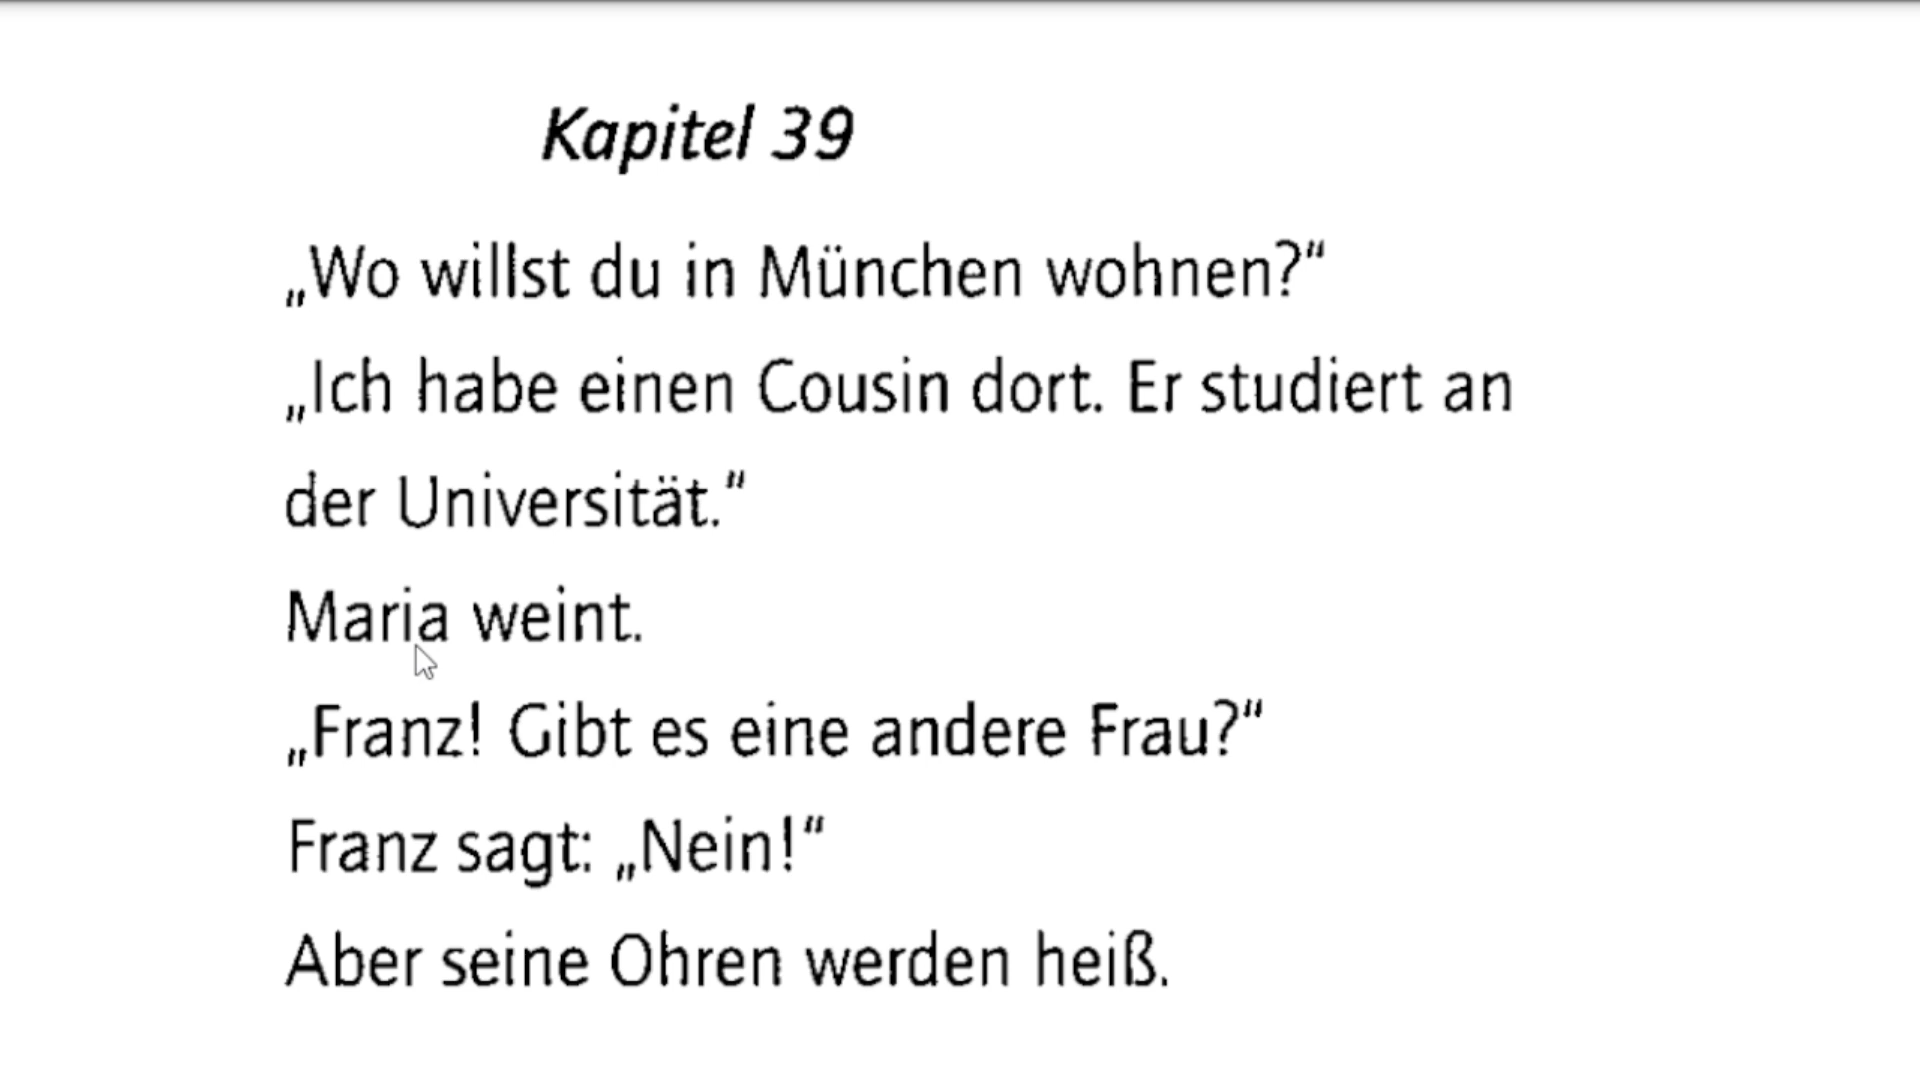 Kapitel 39
„Wo willst du in München wohnen?“
„Ich habe einen Cousin dort. Er studiert an
der Universität.“
Maria weint.
„Franz! Gibt es eine andere Frau?“
Franz sagt: „Nein!“
Aber seine Ohren werden heiß.